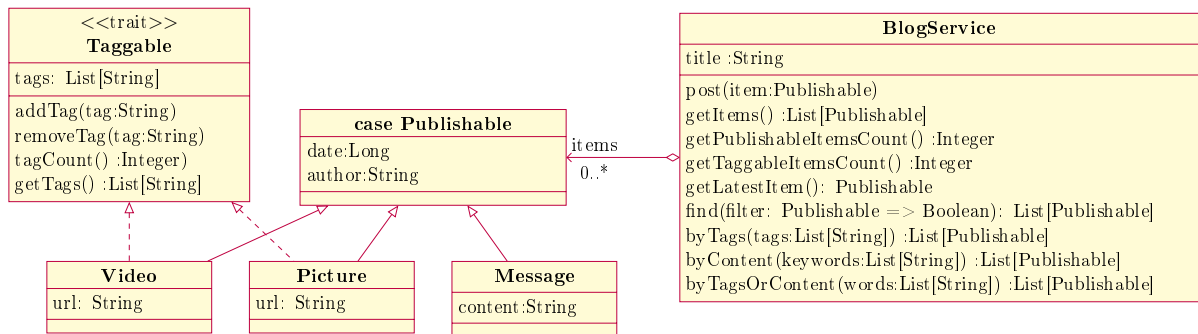 <<trait>>
Taggable
tags: List[String]
addTag(tag:String)
removeTag(tag:String)
tagCount() :Integer)
getTags() :List[String]
case Publishable
date:Long
author:String
items
0..*
BlogService
title :String
post(item:Publishable)
getItems() :List[Publishable]
getPublishableItemsCount() :Integer
getTaggableItemsCount() :Integer
getLatestItem(): Publishable
find(filter: Publishable => Boolean): List[Publishable]
byTags(tags:List[String]) :List[Publishable]
byContent(keywords:List[String]) :List[Publishable]
byTagsOrContent(words:List[String]) :List[Publishable]
Video
url: String
Picture
url: String
Message
content:String